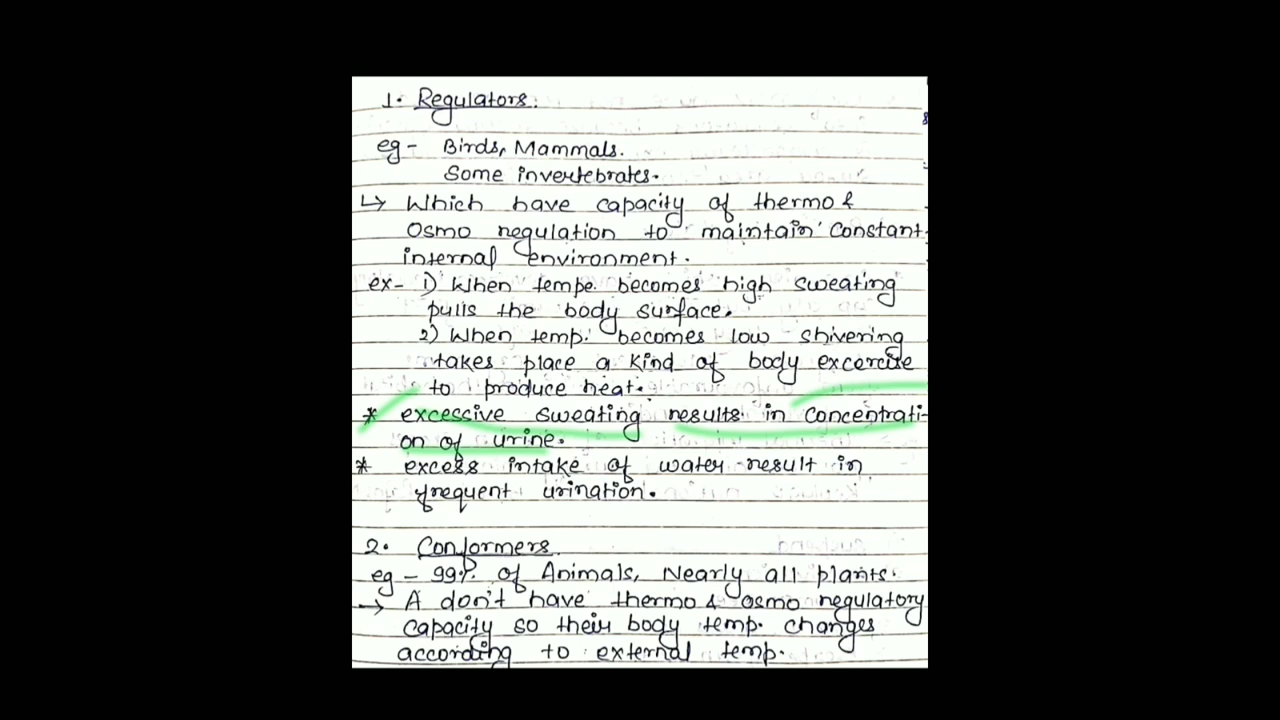 1. Regulators:
eg - Birds, Mammals.
Some invertebrates.
↳ Which have capacity of thermo &
Osmo regulation to maintain constant
internal environment.
ex- 1) When tempe. becomes high sweating
pulls the body surface.
2) When temp. becomes low shivering
takes place a kind of body excercise
to produce heat.
* excessive sweating results in concentrati-
on of urine.
* excess intake of water result in
frequent urination.
2. Conformers
eg - 99% of Animals, Nearly all plants.
→ A don't have thermo & osmo regulatory
capacity so their body temp. changes
according to external temp.